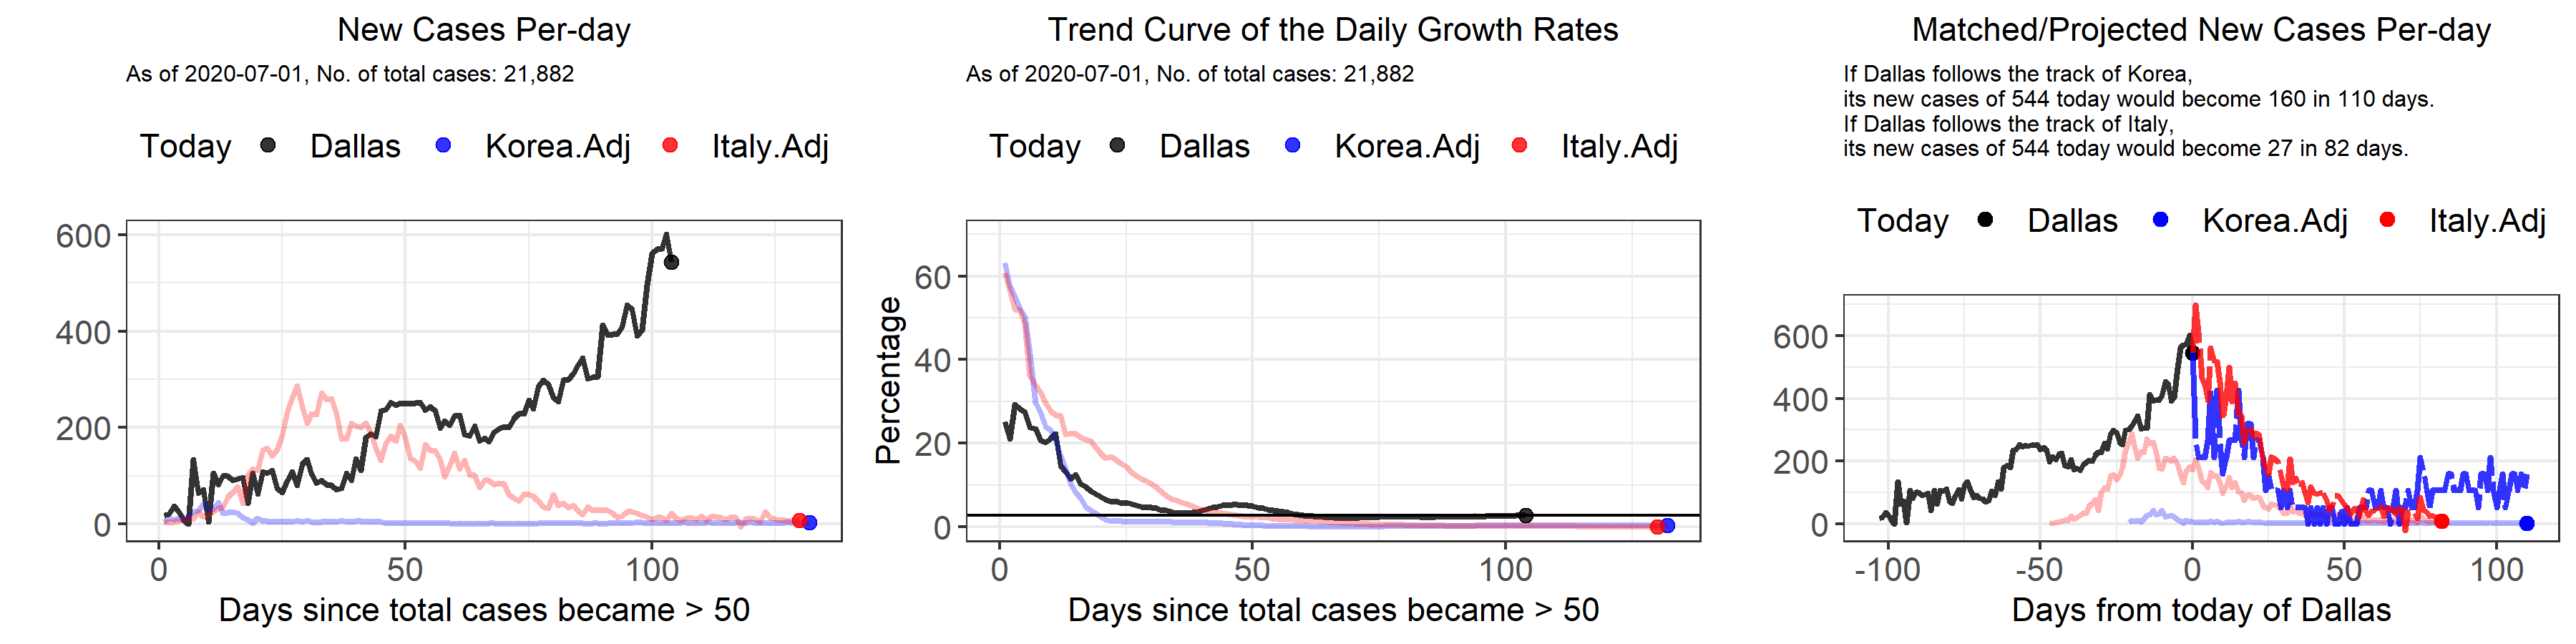 New Cases Per-day
As of 2020-07-01, No. of total cases: 21,882
Today Dallas Korea.Adj Italy.Adj
600
400
200
0
0 50 100
Days since total cases became > 50
Trend Curve of the Daily Growth Rates
As of 2020-07-01, No. of total cases: 21,882
Today Dallas Korea.Adj Italy.Adj
Percentage
60
40
20
0
0 50 100
Days since total cases became > 50
Matched/Projected New Cases Per-day
If Dallas follows the track of Korea,
its new cases of 544 today would become 160 in 110 days.
If Dallas follows the track of Italy,
its new cases of 544 today would become 27 in 82 days.
Today Dallas Korea.Adj Italy.Adj
600
400
200
0
-100 -50 0 50 100
Days from today of Dallas